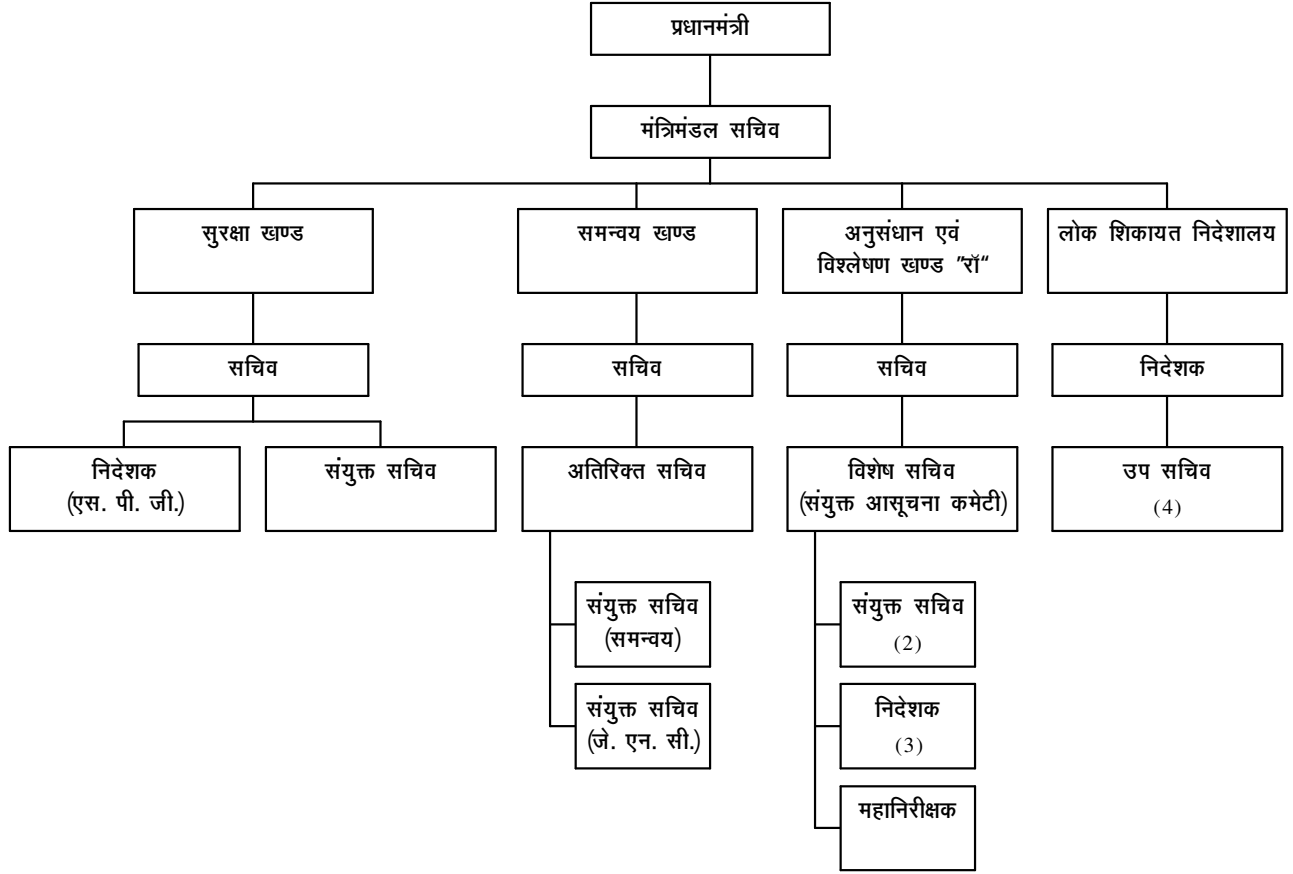 प्रधानमंत्री
मंत्रिमंडल सचिव
सुरक्षा खण्ड
समन्वय खण्ड
अनुसंधान एवं
विश्लेषण खण्ड "रॉ“
लोक शिकायत निदेशालय
सचिव
सचिव
सचिव
निदेशक
निदेशक
(एस. पी. जी.)
संयुक्त सचिव
अतिरिक्त सचिव
विशेष सचिव
(संयुक्त आसूचना कमेटी)
उप सचिव
(4)
संयुक्त सचिव
(समन्वय)
संयुक्त सचिव
(2)
संयुक्त सचिव
(जे. एन. सी.)
निदेशक
(3)
महानिरीक्षक